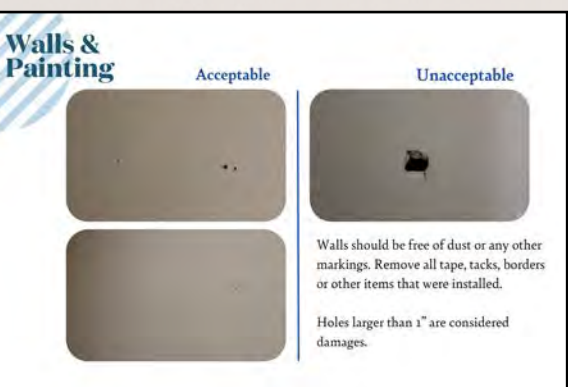 Walls &
Painting
Acceptable
Unacceptable
Walls should be free of dust or any other
markings. Remove all tape, tacks, borders
or other items that were installed.
Holes larger than 1" are considered
damages.